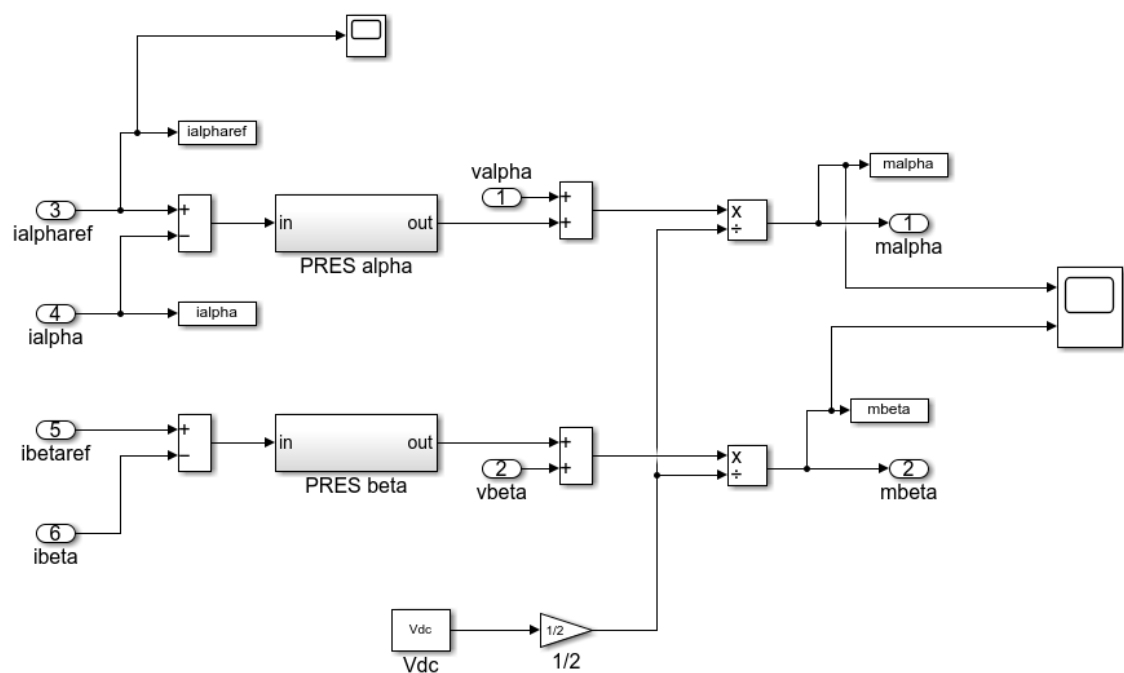 ialpharef
3
ialpharef
+
−
in
out
PRES alpha
valpha
1
+
+
x
÷
malpha
1
malpha
4
ialpha
ialpha
5
ibetaref
+
−
in
out
PRES beta
+
+
2
vbeta
x
÷
mbeta
2
mbeta
6
ibeta
Vdc
Vdc
1/2
1/2